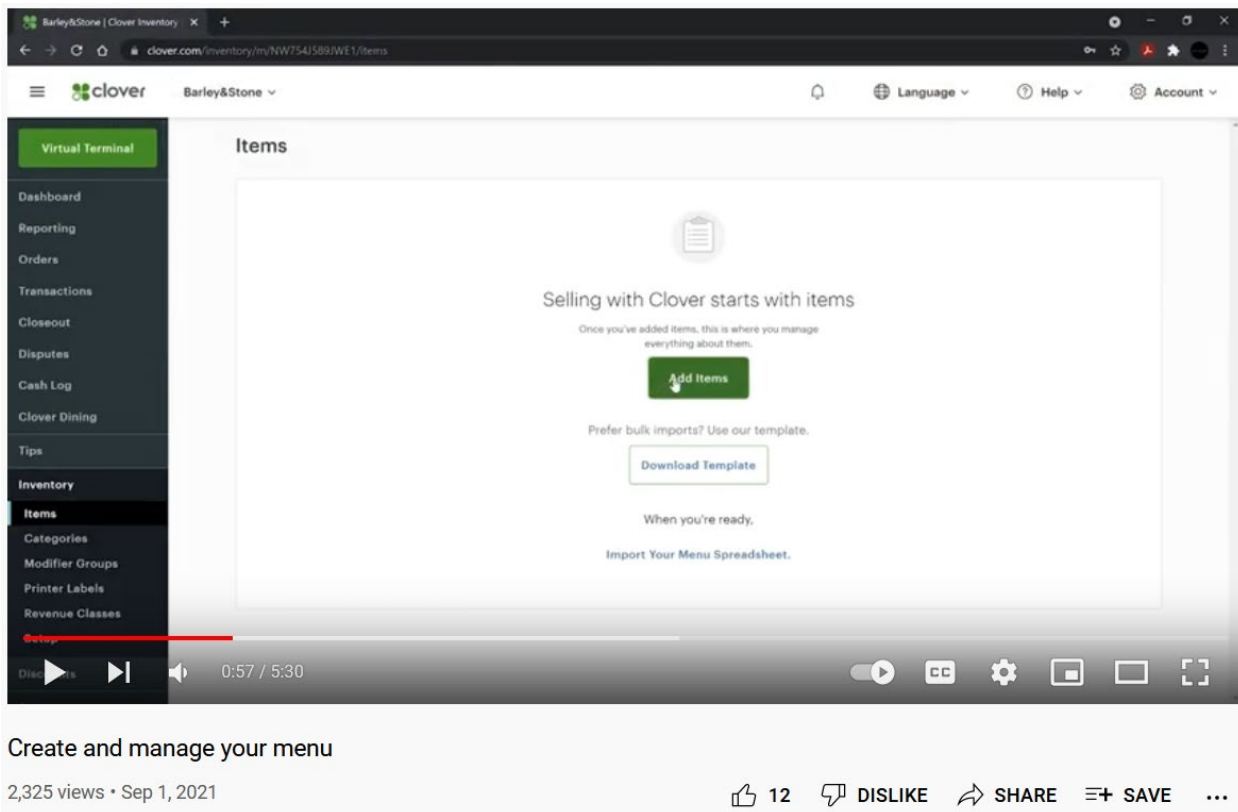 Barley&Stone | Clover Inventory
clover.com/inventory/m/NW754J589JWE1/items
clover Barley&Stone Language Help Account
Virtual Terminal
Dashboard
Reporting
Orders
Transactions
Closeout
Disputes
Cash Log
Clover Dining
Tips
Inventory
Items
Categories
Modifier Groups
Printer Labels
Revenue Classes
Setup
Items
Selling with Clover starts with items
Once you've added items, this is where you manage
everything about them.
Add Items
Prefer bulk imports? Use our template.
Download Template
When you're ready,
Import Your Menu Spreadsheet.
0:57 / 5:30
CC
Create and manage your menu
2,325 views • Sep 1, 2021
12 DISLIKE SHARE SAVE